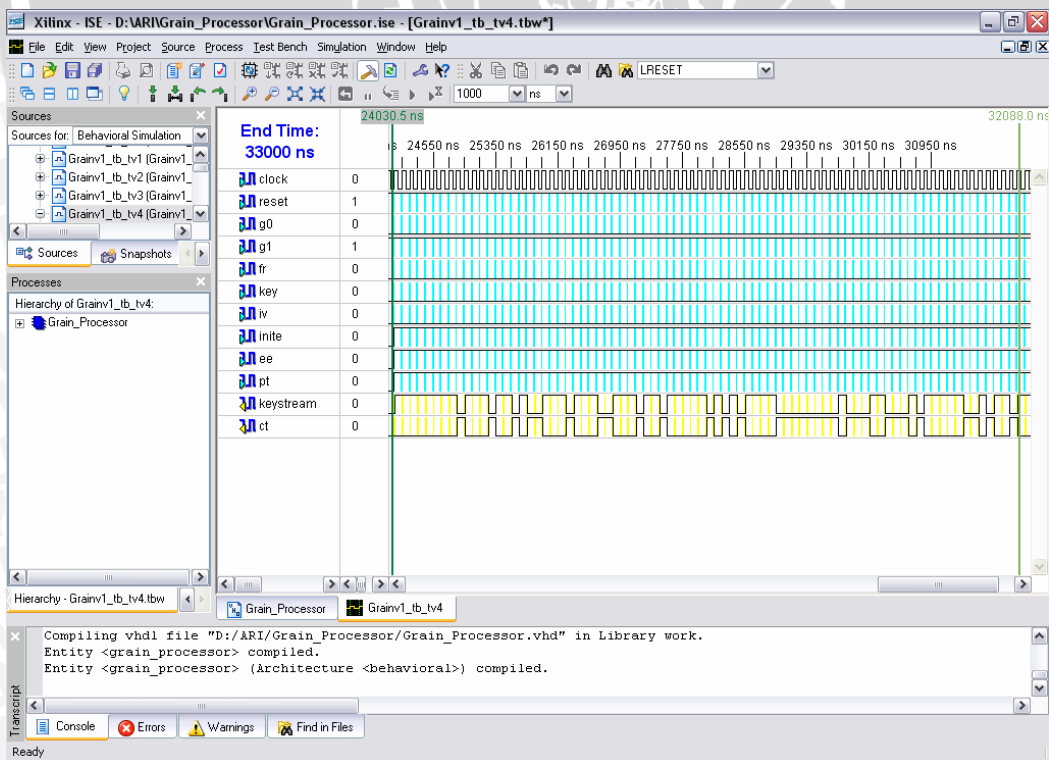 Xilinx - ISE - D:\ARI\Grain_Processor\Grain_Processor.ise - [Grainv1_tb_tv4.tbw*]
File Edit View Project Source Process Test Bench Simulation Window Help
LRESET
1000 ns
Sources
Sources for: Behavioral Simulation
Grainv1_tb_tv1 (Grainv1_
Grainv1_tb_tv2 (Grainv1_
Grainv1_tb_tv3 (Grainv1_
Grainv1_tb_tv4 (Grainv1_
Sources Snapshots
Processes
Hierarchy of Grainv1_tb_tv4:
Grain_Processor
Hierarchy - Grainv1_tb_tv4.tbw
24030.5 ns 32088.0 ns
End Time:
33000 ns
s 24550 ns 25350 ns 26150 ns 26950 ns 27750 ns 28550 ns 29350 ns 30150 ns 30950 ns
clock 0
reset 1
g0 0
g1 1
fr 0
key 0
iv 0
inite 0
ee 0
pt 0
keystream 0
ct 0
Grain_Processor Grainv1_tb_tv4
Compiling vhdl file "D:/ARI/Grain_Processor/Grain_Processor.vhd" in Library work.
Entity <grain_processor> compiled.
Entity <grain_processor> (Architecture <behavioral>) compiled.
Transcript
Console Errors Warnings Find in Files
Ready